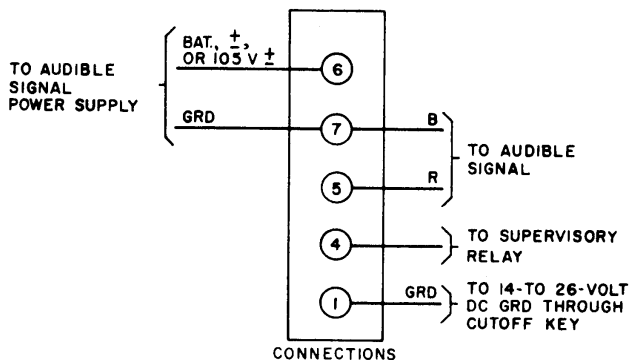 BAT., ±,
OR 105 V ±
TO AUDIBLE
SIGNAL
POWER SUPPLY
GRD
6
7
5
4
1
B
R
TO AUDIBLE
SIGNAL
TO SUPERVISORY
RELAY
GRD
TO 14-TO 26-VOLT
DC GRD THROUGH
CUTOFF KEY
CONNECTIONS